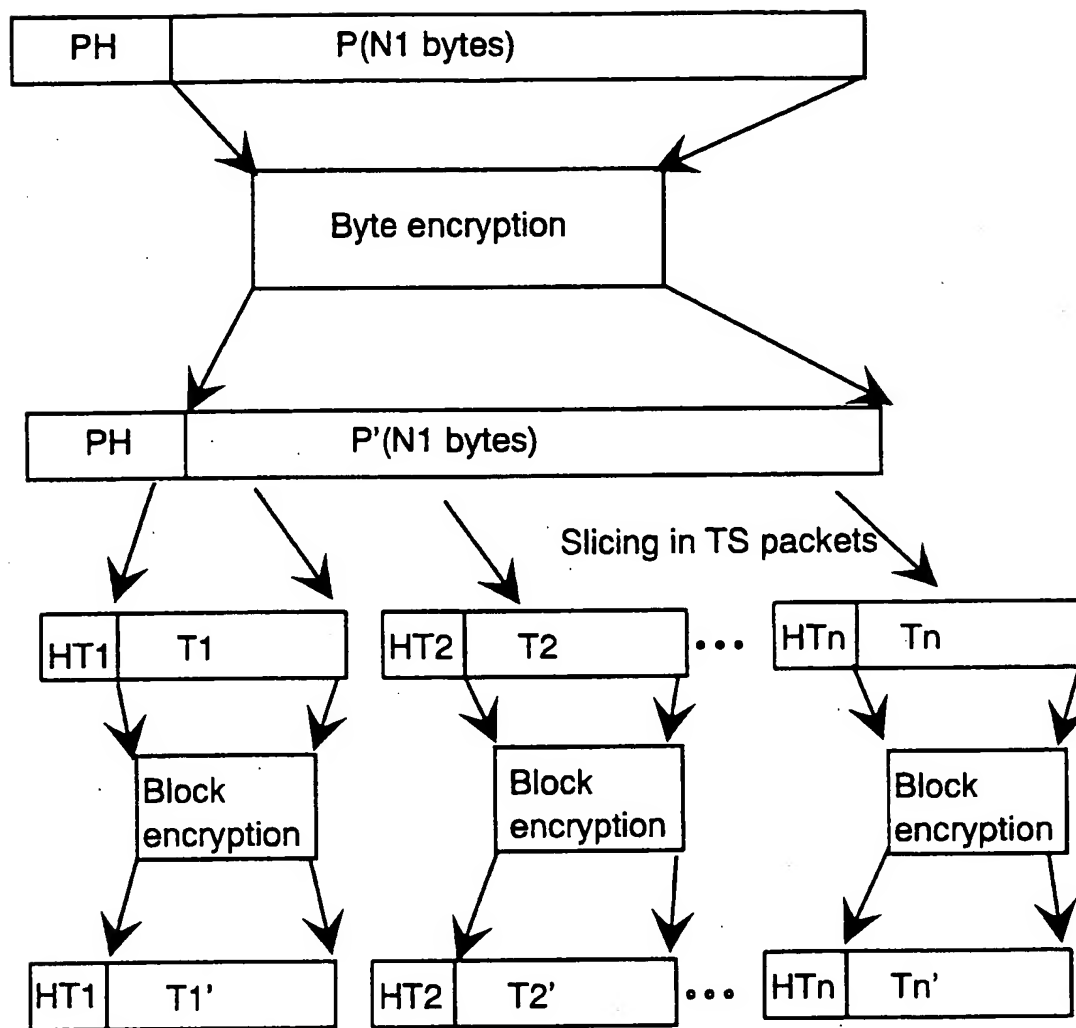 PH P(N1 bytes)
Byte encryption
PH P'(N1 bytes)
Slicing in TS packets
HT1 T1 HT2 T2 ••• HTn Tn
Block encryption
Block encryption
Block encryption
HT1 T1' HT2 T2' ••• HTn Tn'